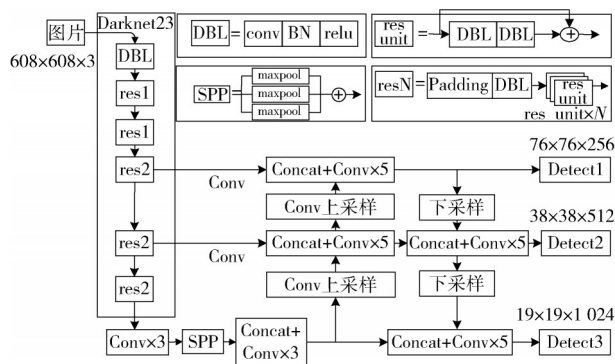 图片
608×608×3
Darknet23
DBL
res1
res1
res2
res2
res2
Conv×3
SPP
Concat+
Conv×3
DBL=
conv
BN
relu
res
unit
=
DBL
DBL
+
SPP
=
maxpool
maxpool
maxpool
+
resN=
Padding
DBL
res
unit
res unit×N
Conv
Concat+Conv×5
下采样
76×76×256
Detect1
Conv上采样
Conv
Concat+Conv×5
Concat+Conv×5
38×38×512
Detect2
Conv上采样
下采样
Concat+Conv×5
19×19×1 024
Detect3